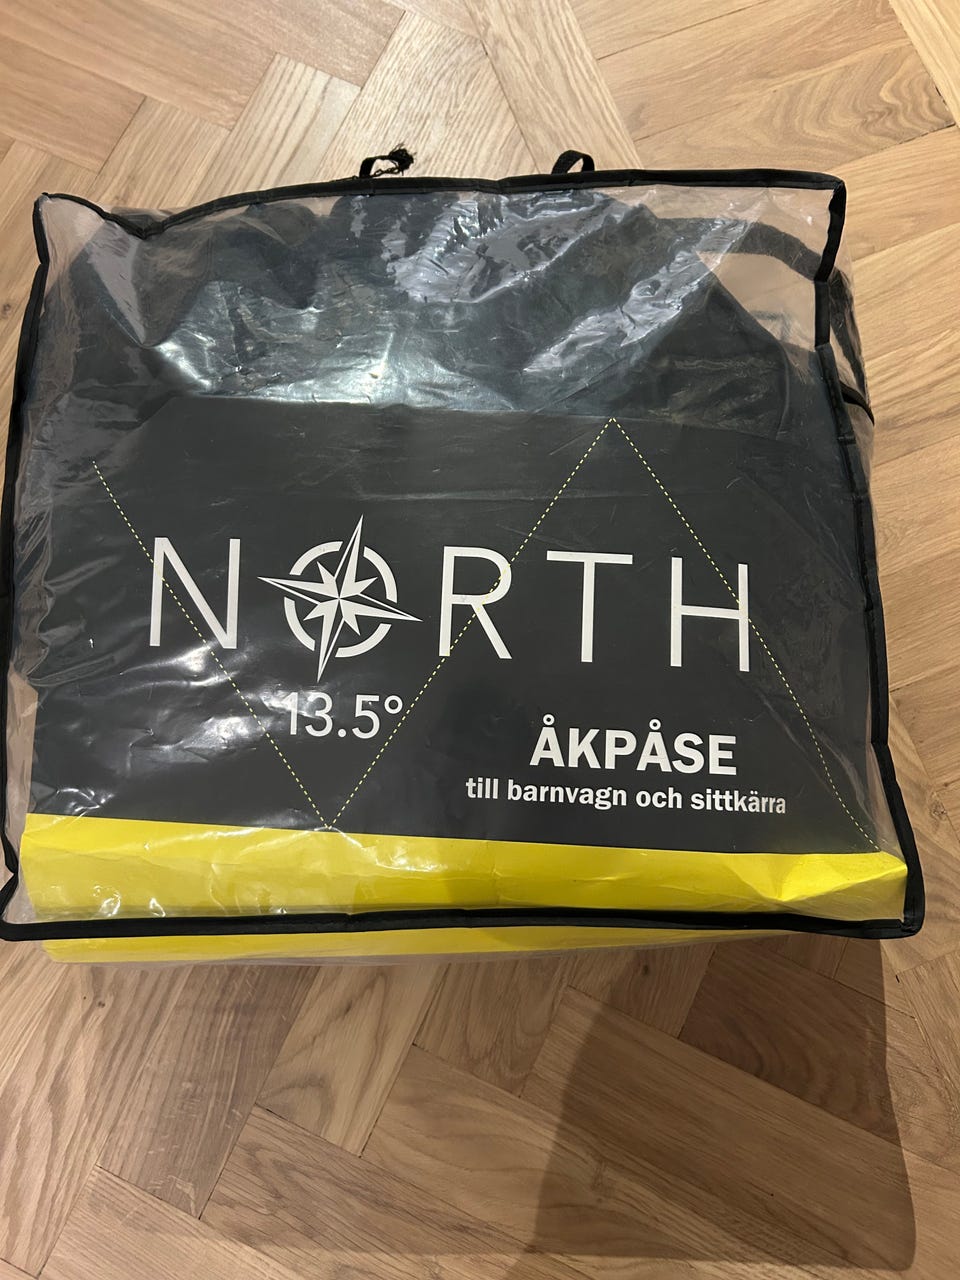 NORTH
13.5°
ÅKPÅSE
till barnvagn och sittkärra